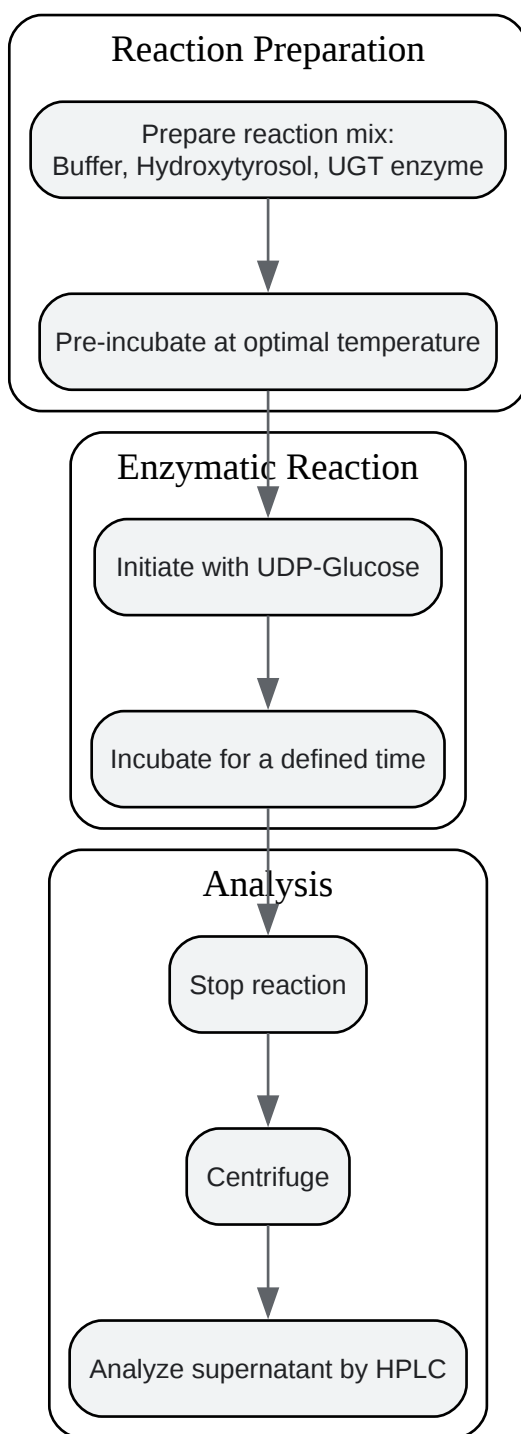 Reaction Preparation
Prepare reaction mix:
Buffer, Hydroxytyrosol, UGT enzyme
Pre-incubate at optimal temperature
Enzymatic Reaction
Initiate with UDP-Glucose
Incubate for a defined time
Analysis
Stop reaction
Centrifuge
Analyze supernatant by HPLC